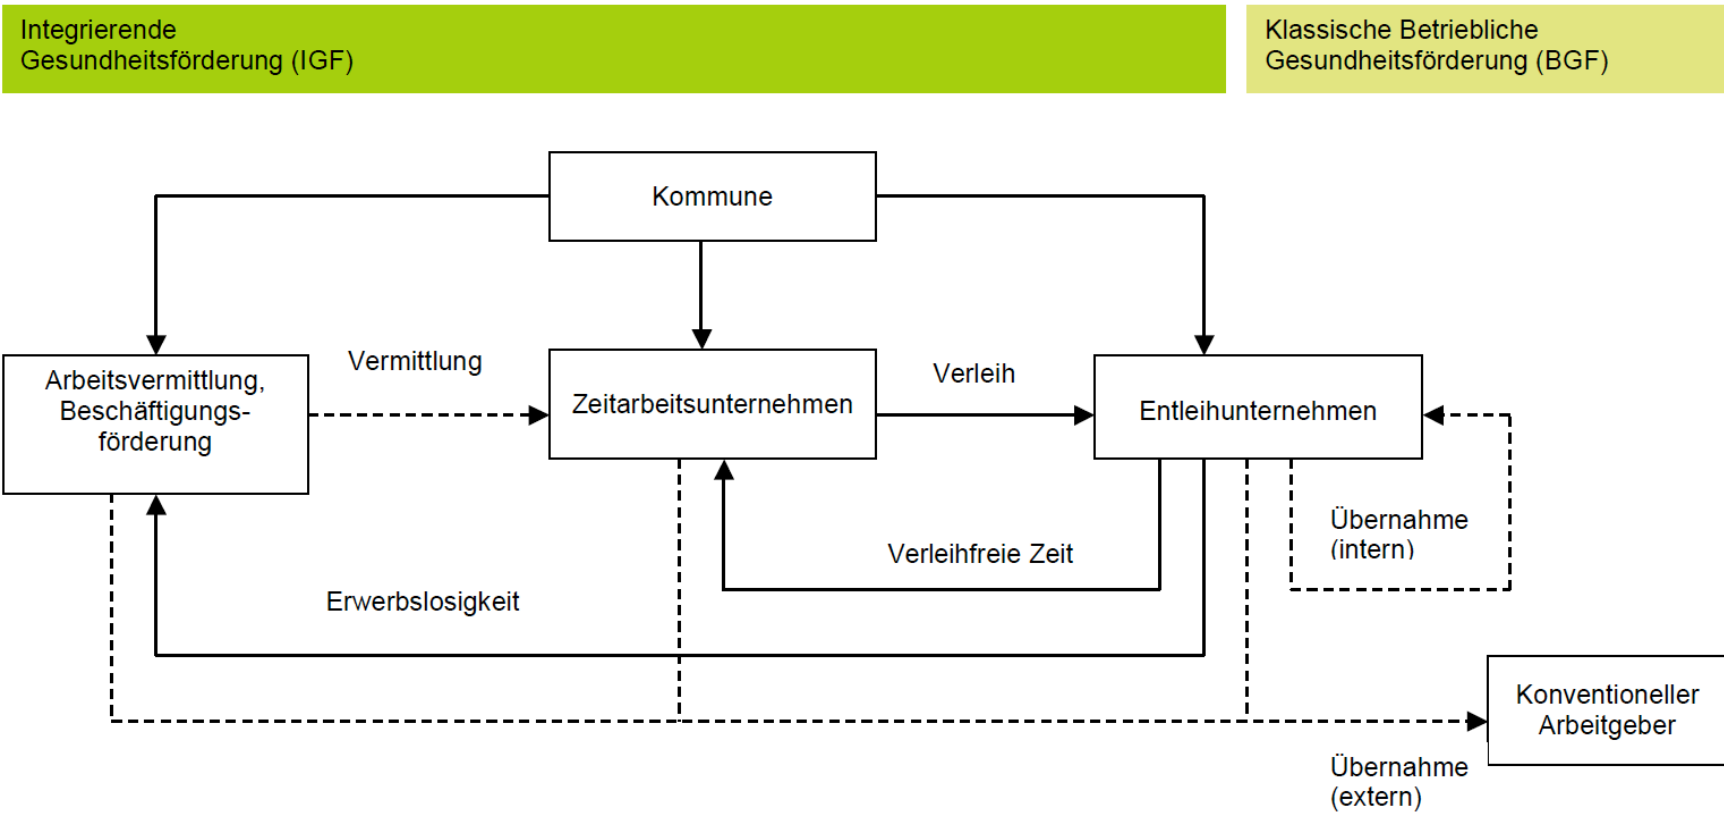 Integrierende
Gesundheitsförderung (IGF)
Klassische Betriebliche
Gesundheitsförderung (BGF)
Kommune
Arbeitsvermittlung,
Beschäftigungs-
förderung
Vermittlung
Zeitarbeitsunternehmen
Verleih
Entleihunternehmen
Übernahme
(intern)
Verleihfreie Zeit
Erwerbslosigkeit
Konventioneller
Arbeitgeber
Übernahme
(extern)